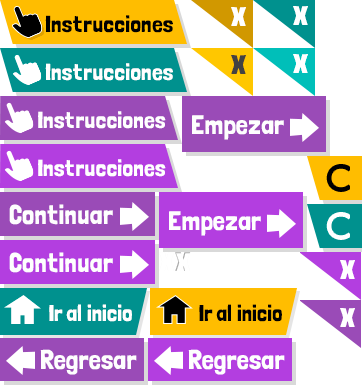 Instrucciones
X
X
Instrucciones
X
X
Instrucciones
Empezar
Instrucciones
C
Continuar
Empezar
C
Continuar
X
Ir al inicio
Ir al inicio
X
Regresar
Regresar